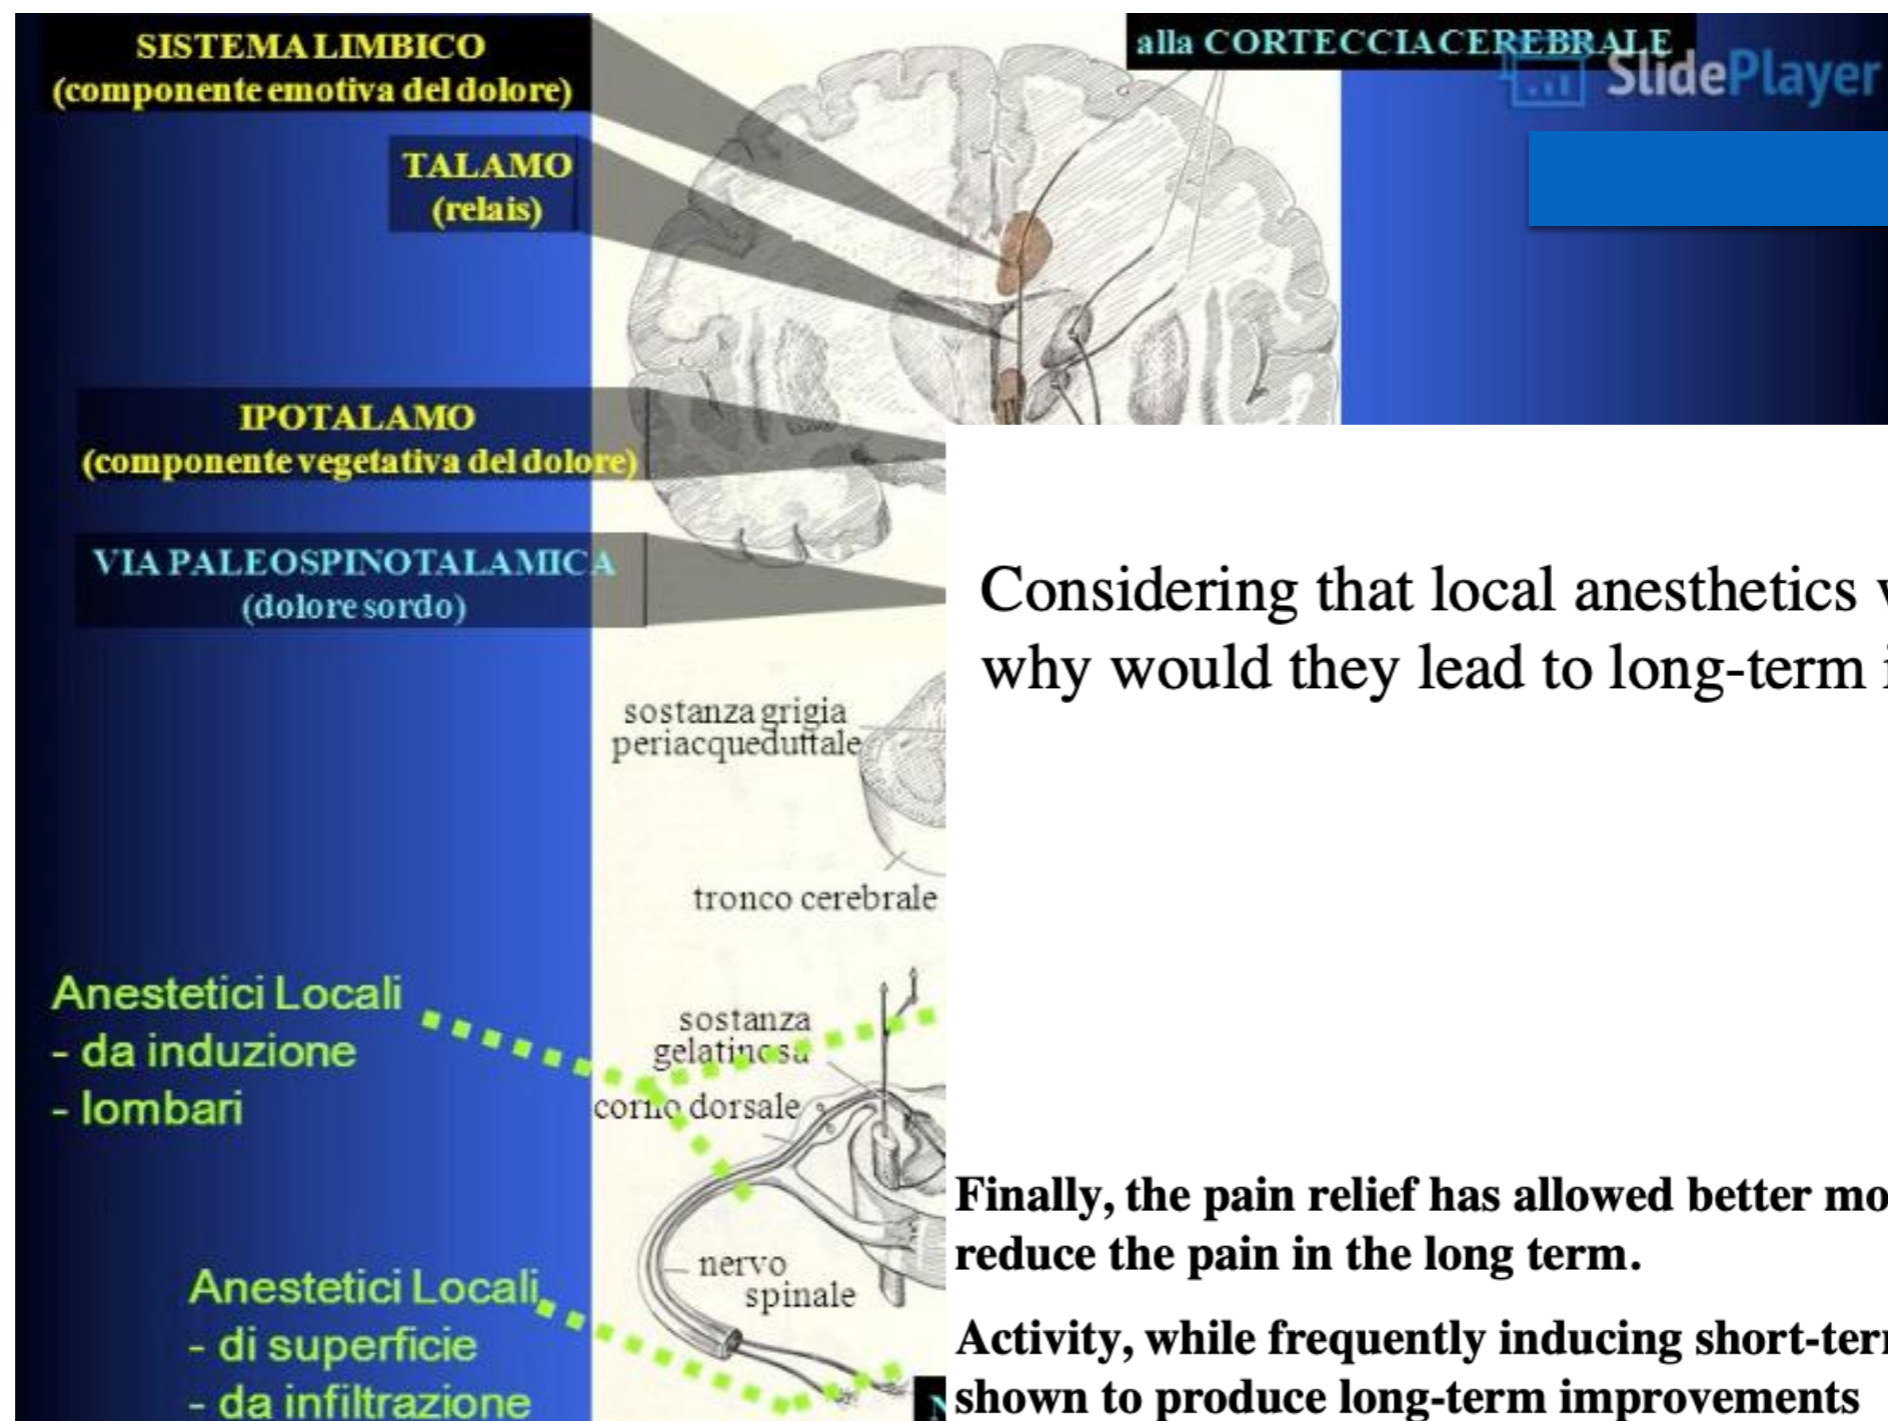 SISTEMA LIMBICO
(componente emotiva del dolore)
alla CORTECCIA CEREBRALE
SlidePlayer
TALAMO
(relais)
IPOTALAMO
(componente vegetativa del dolore)
VIA PALEOSPINOTALAMICA
(dolore sordo)
Considering that local anesthetics
why would they lead to long-term
sostanza grigia
periacqueduttale
tronco cerebrale
Anestetici Locali
- da induzione
- lombari
sostanza
gelatinosa
corno dorsale
nervo
spinale
Anestetici Locali
- di superficie
- da infiltrazione
Finally, the pain relief has allowed better
reduce the pain in the long term.
Activity, while frequently inducing
shown to produce long-term improvements